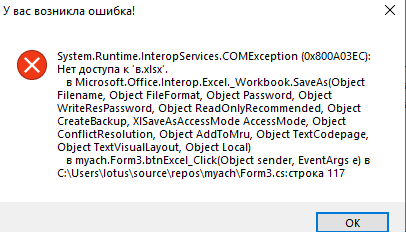 У вас возникла ошибка!
System.Runtime.InteropServices.COMException (0x800A03EC):
Нет доступа к 'в.xlsx'.
в Microsoft.Office.Interop.Excel._Workbook.SaveAs(Object
Filename, Object FileFormat, Object Password, Object
WriteResPassword, Object ReadOnlyRecommended, Object
CreateBackup, XlSaveAsAccessMode AccessMode, Object
ConflictResolution, Object AddToMru, Object TextCodepage,
Object TextVisualLayout, Object Local)
в myach.Form3.btnExcel_Click(Object sender, EventArgs e) в
C:\Users\lotus\source\repos\myach\Form3.cs:строка 117
OK